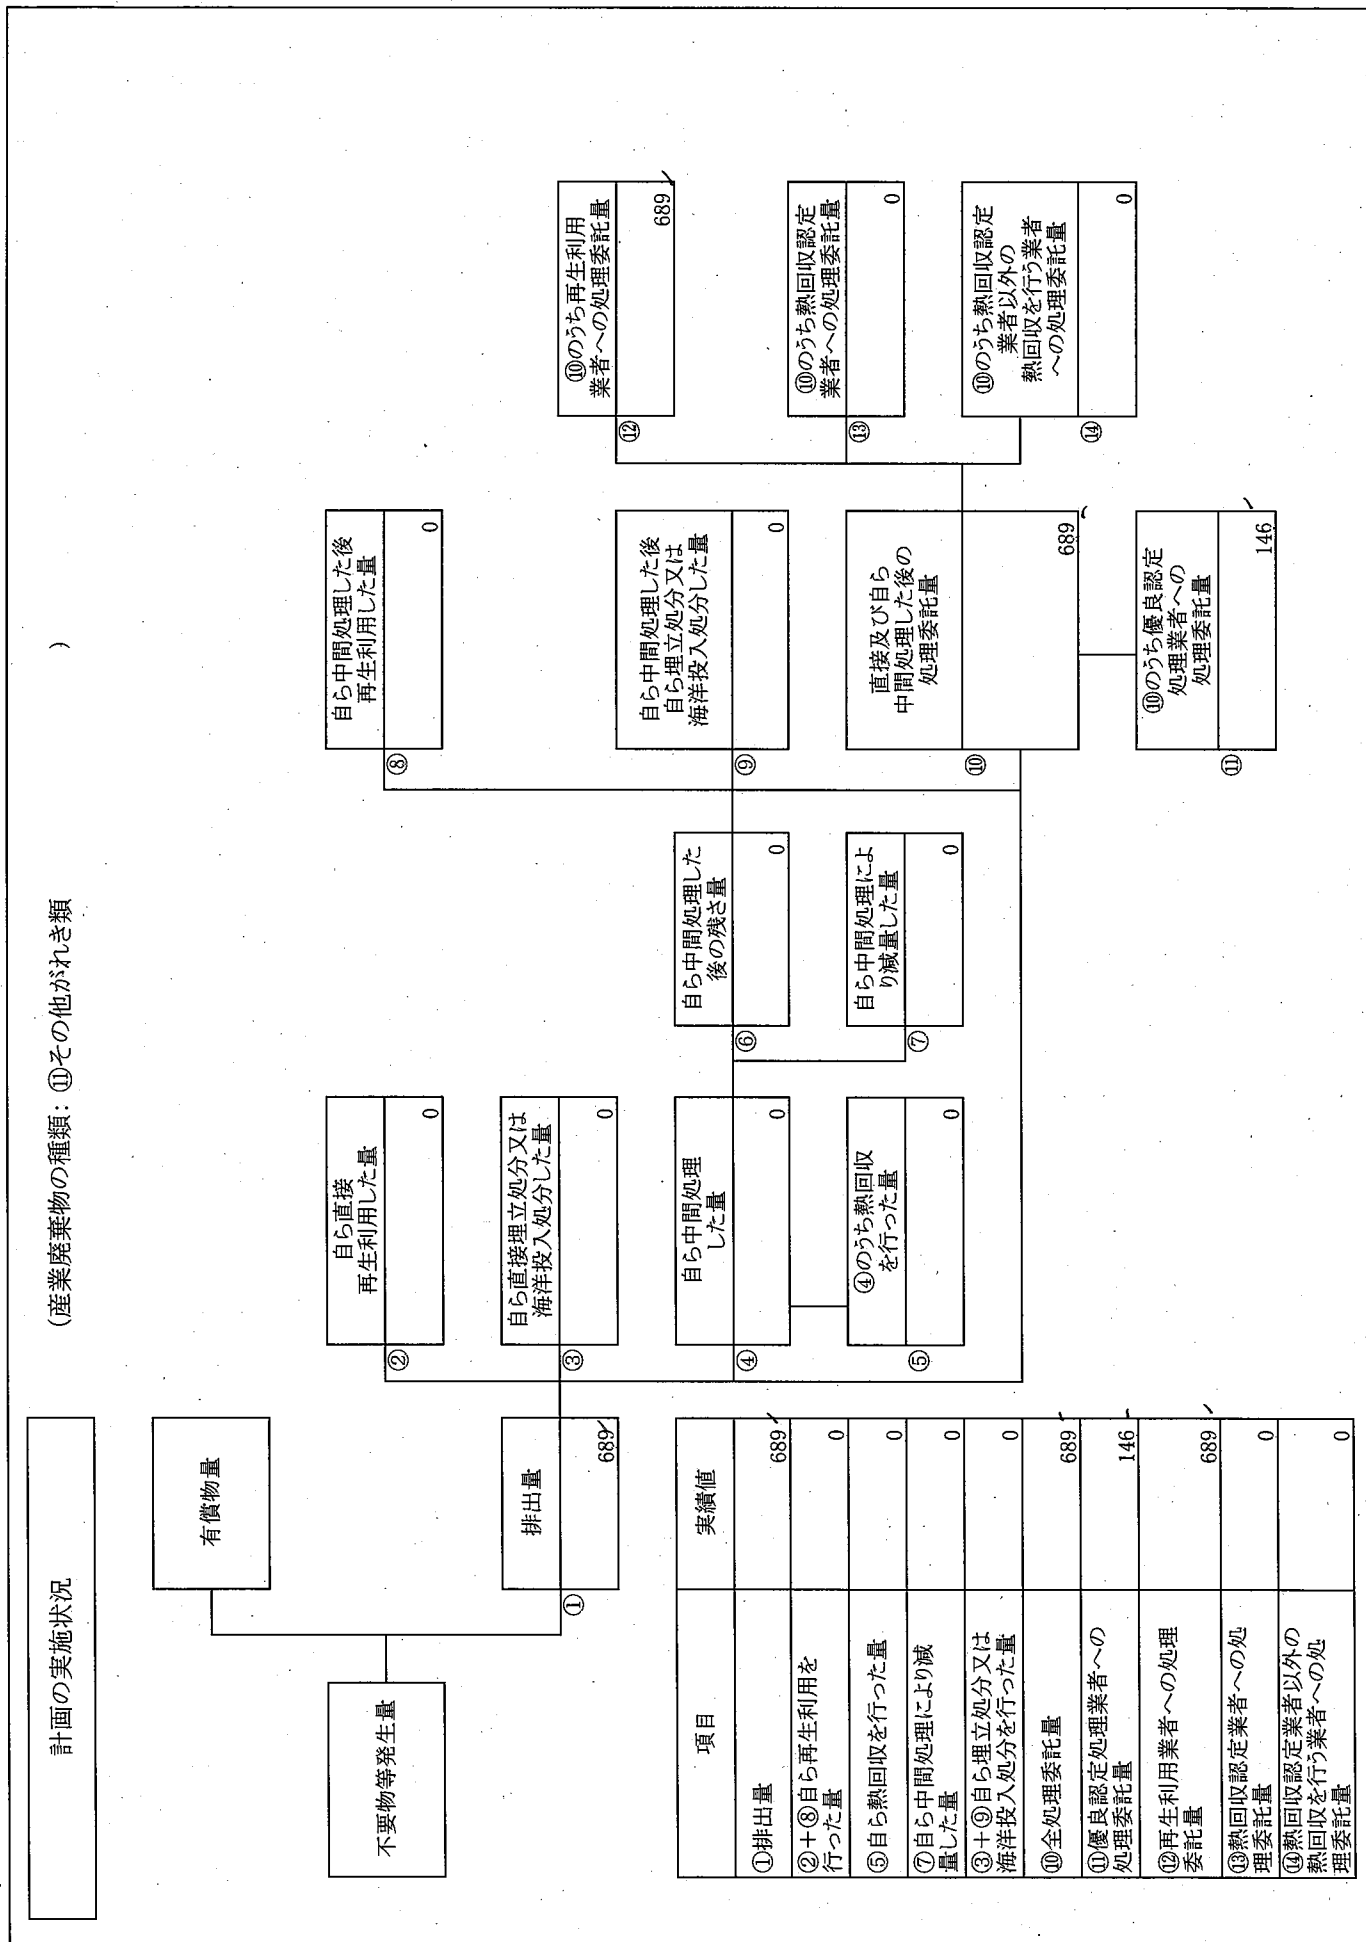 計画の実施状況
(産業廃棄物の種類：⑪その他がれき類
)
不要物等発生量
有償物量
排出量
①
689
②
自ら直接
再生利用した量
0
③
自ら直接埋立処分又は
海洋投入処分した量
0
④
自ら中間処理
した量
0
⑤
④のうち熱回収
を行った量
0
⑥
自ら中間処理した
後の残さ量
0
⑦
自ら中間処理によ
り減量した量
0
⑧
自ら中間処理した後
再生利用した量
0
⑨
自ら中間処理した後
自ら埋立処分又は
海洋投入処分した量
0
⑩
直接及び自ら
中間処理した後の
処理委託量
689
⑪
⑩のうち優良認定
処理業者への
処理委託量
146
⑫
⑩のうち再生利用
業者への処理委託量
689
⑬
⑩のうち熱回収認定
業者への処理委託量
0
⑭
⑩のうち熱回収認定
業者以外の
熱回収を行う業者
への処理委託量
0
項目 実績値
①排出量 689
②+⑧自ら再生利用を
行った量 0
⑤自ら熱回収を行った量 0
⑦自ら中間処理により減
量した量 0
③+⑨自ら埋立処分又は
海洋投入処分を行った量 0
⑩全処理委託量 689
⑪優良認定処理業者への
処理委託量 146
⑫再生利用業者への処理
委託量 689
⑬熱回収認定業者への処
理委託量 0
⑭熱回収認定業者以外の
熱回収を行う業者への処
理委託量 0